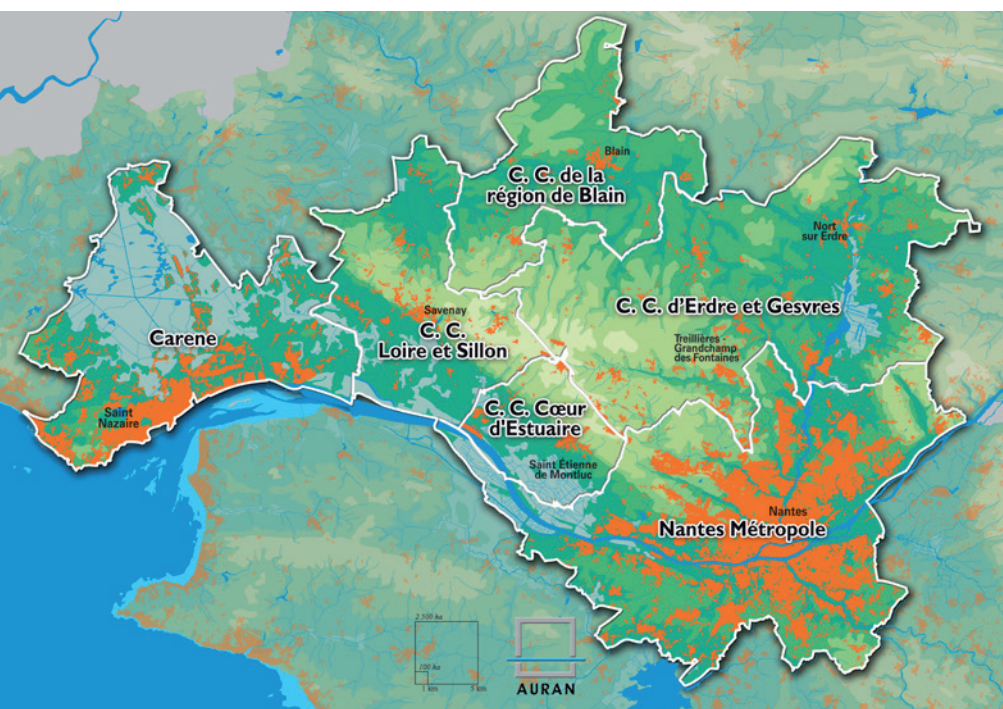 Blain
C. C. de la
région de Blain
Nort
sur Erdre
C. C. d'Erdre et Gesvres
Savenay
C. C.
Loire et Sillon
Carene
Treillières -
Grandchamp
des Fontaines
Saint
Nazaire
C. C. Cœur
d'Estuaire
Saint Étienne
de Montluc
Nantes
Nantes Métropole
2 500 ha
100 ha
1 km
5 km
AURAN